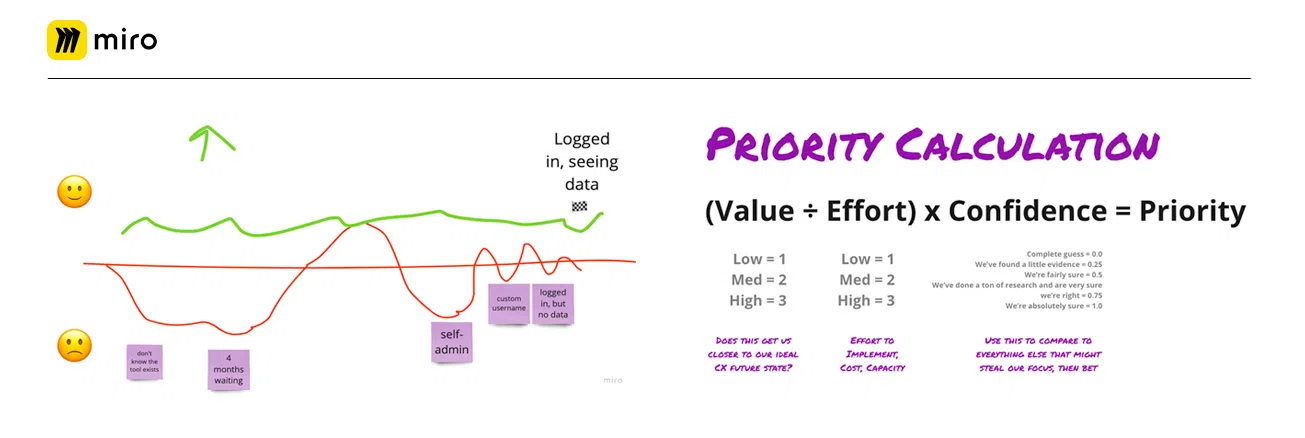 miro
Logged
in, seeing
data
don't
know the
tool exists
4
months
waiting
self-
admin
custom
username
logged
in, but
no data
miro
PRIORITY CALCULATION
(Value ÷ Effort) x Confidence = Priority
Low = 1
Med = 2
High = 3
Low = 1
Med = 2
High = 3
Complete guess = 0.0
We've found a little evidence = 0.25
We're fairly sure = 0.5
We've done a ton of research and are very sure
we're right = 0.75
We're absolutely sure = 1.0
DOES THIS GET US
CLOSER TO OUR IDEAL
CX FUTURE STATE?
EFFORT TO
IMPLEMENT,
COST, CAPACITY
USE THIS TO COMPARE TO
EVERYTHING ELSE THAT MIGHT
STEAL OUR FOCUS, THEN BET